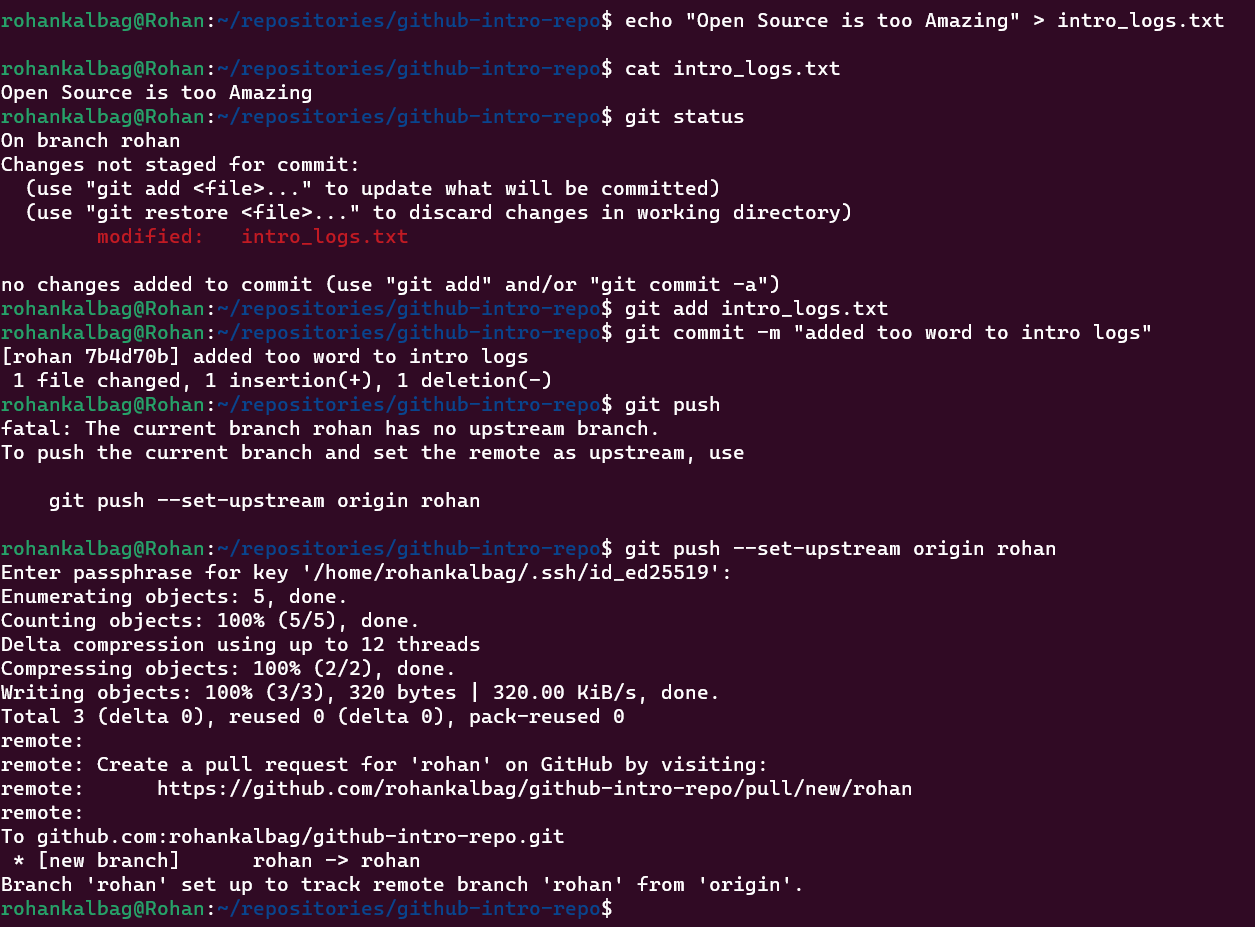 rohankalbag@Rohan:~/repositories/github-intro-repo$ echo "Open Source is too Amazing" > intro_logs.txt
rohankalbag@Rohan:~/repositories/github-intro-repo$ cat intro_logs.txt
Open Source is too Amazing
rohankalbag@Rohan:~/repositories/github-intro-repo$ git status
On branch rohan
Changes not staged for commit:
  (use "git add <file>..." to update what will be committed)
  (use "git restore <file>..." to discard changes in working directory)
        modified:   intro_logs.txt
no changes added to commit (use "git add" and/or "git commit -a")
rohankalbag@Rohan:~/repositories/github-intro-repo$ git add intro_logs.txt
rohankalbag@Rohan:~/repositories/github-intro-repo$ git commit -m "added too word to intro logs"
[rohan 7b4d70b] added too word to intro logs
 1 file changed, 1 insertion(+), 1 deletion(-)
rohankalbag@Rohan:~/repositories/github-intro-repo$ git push
fatal: The current branch rohan has no upstream branch.
To push the current branch and set the remote as upstream, use
    git push --set-upstream origin rohan
rohankalbag@Rohan:~/repositories/github-intro-repo$ git push --set-upstream origin rohan
Enter passphrase for key '/home/rohankalbag/.ssh/id_ed25519':
Enumerating objects: 5, done.
Counting objects: 100% (5/5), done.
Delta compression using up to 12 threads
Compressing objects: 100% (2/2), done.
Writing objects: 100% (3/3), 320 bytes | 320.00 KiB/s, done.
Total 3 (delta 0), reused 0 (delta 0), pack-reused 0
remote:
remote: Create a pull request for 'rohan' on GitHub by visiting:
remote:      https://github.com/rohankalbag/github-intro-repo/pull/new/rohan
remote:
To github.com:rohankalbag/github-intro-repo.git
 * [new branch]      rohan -> rohan
Branch 'rohan' set up to track remote branch 'rohan' from 'origin'.
rohankalbag@Rohan:~/repositories/github-intro-repo$